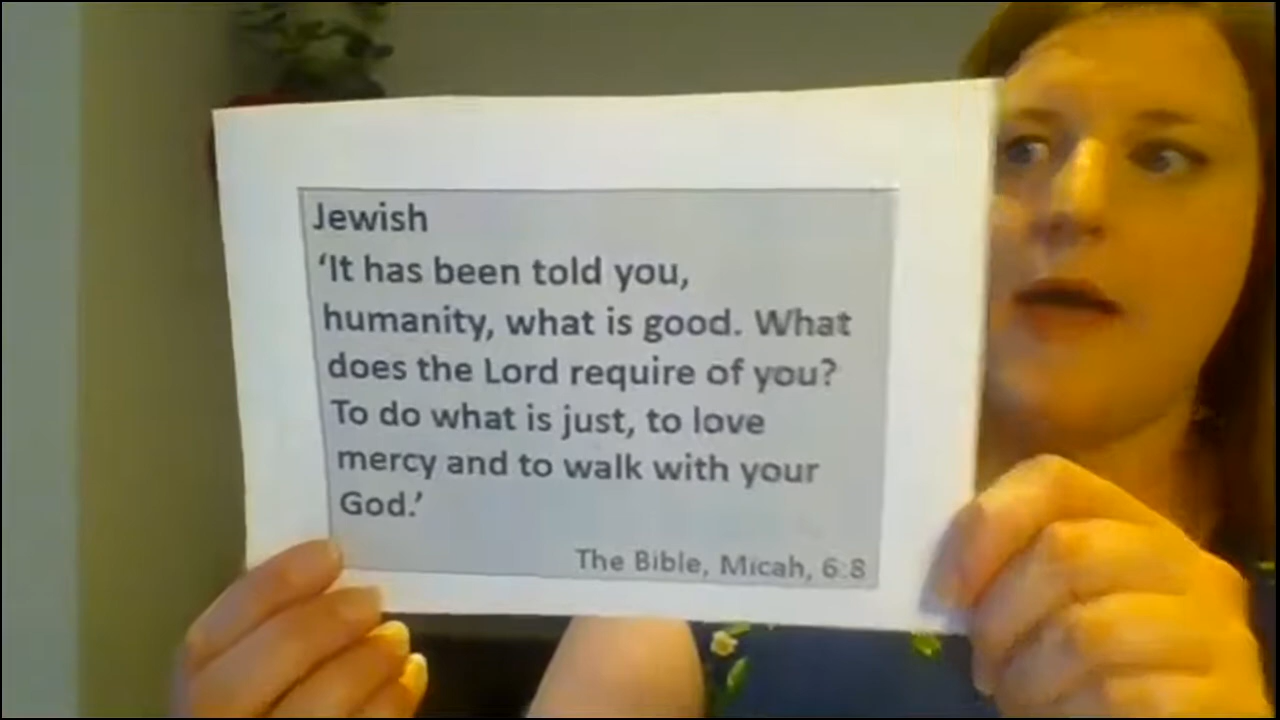 Jewish
‘It has been told you,
humanity, what is good. What
does the Lord require of you?
To do what is just, to love
mercy and to walk with your
God.’
The Bible, Micah, 6:8